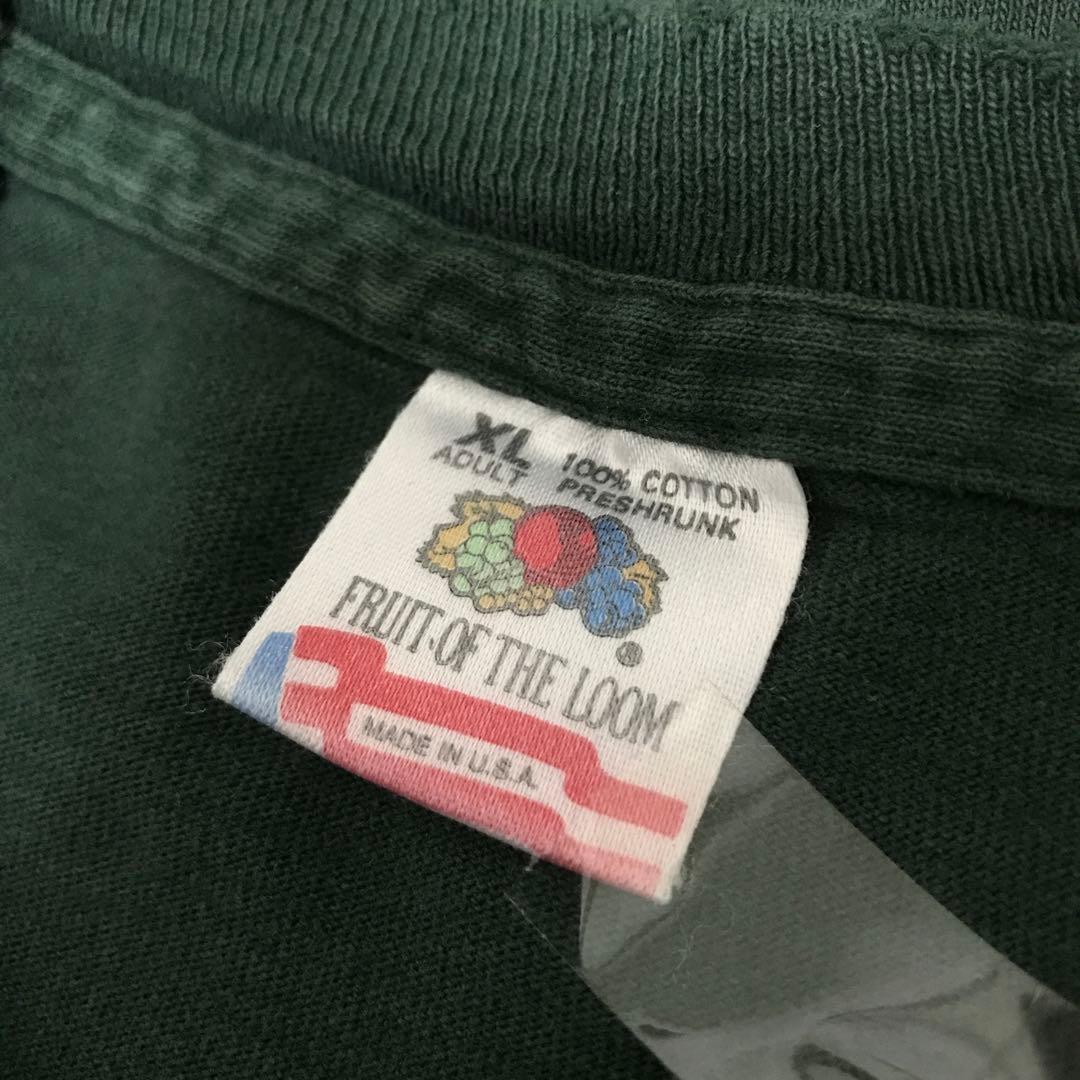 XL 100% COTTON
ADULT PRESHRUNK
FRUIT OF THE LOOM
®
MADE IN U.S.A.